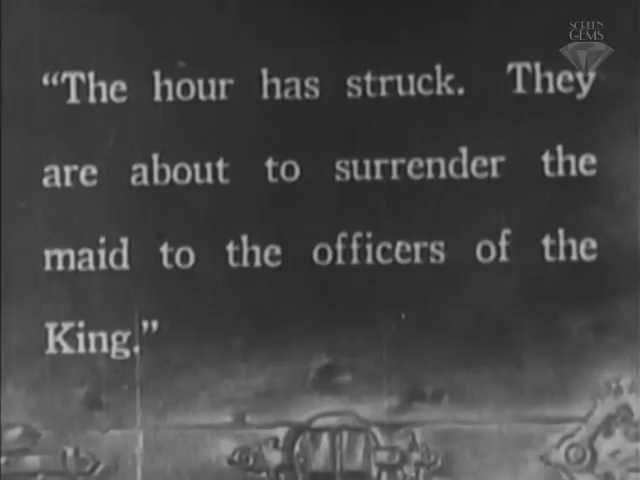 SCREEN
GEMS
“The hour has struck. They
are about to surrender the
maid to the officers of the
King.”